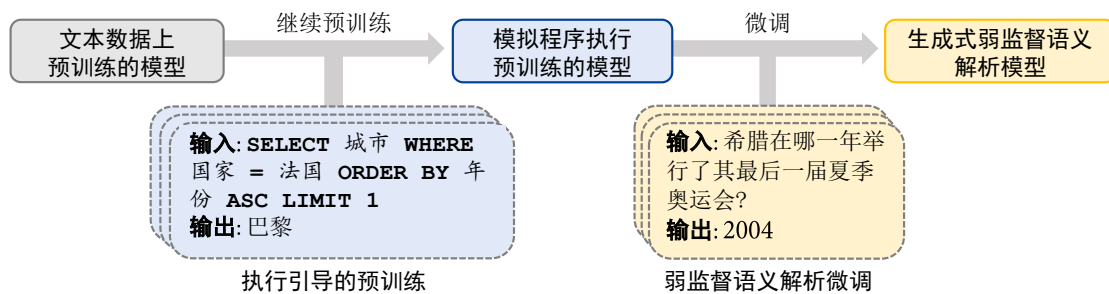 文本数据上
预训练的模型
继续预训练
模拟程序执行
预训练的模型
微调
生成式弱监督语义
解析模型
输入: SELECT 城市 WHERE
国家 = 法国 ORDER BY 年
份 ASC LIMIT 1
输出: 巴黎
执行引导的预训练
输入: 希腊在哪一年举
行了其最后一届夏季
奥运会?
输出: 2004
弱监督语义解析微调